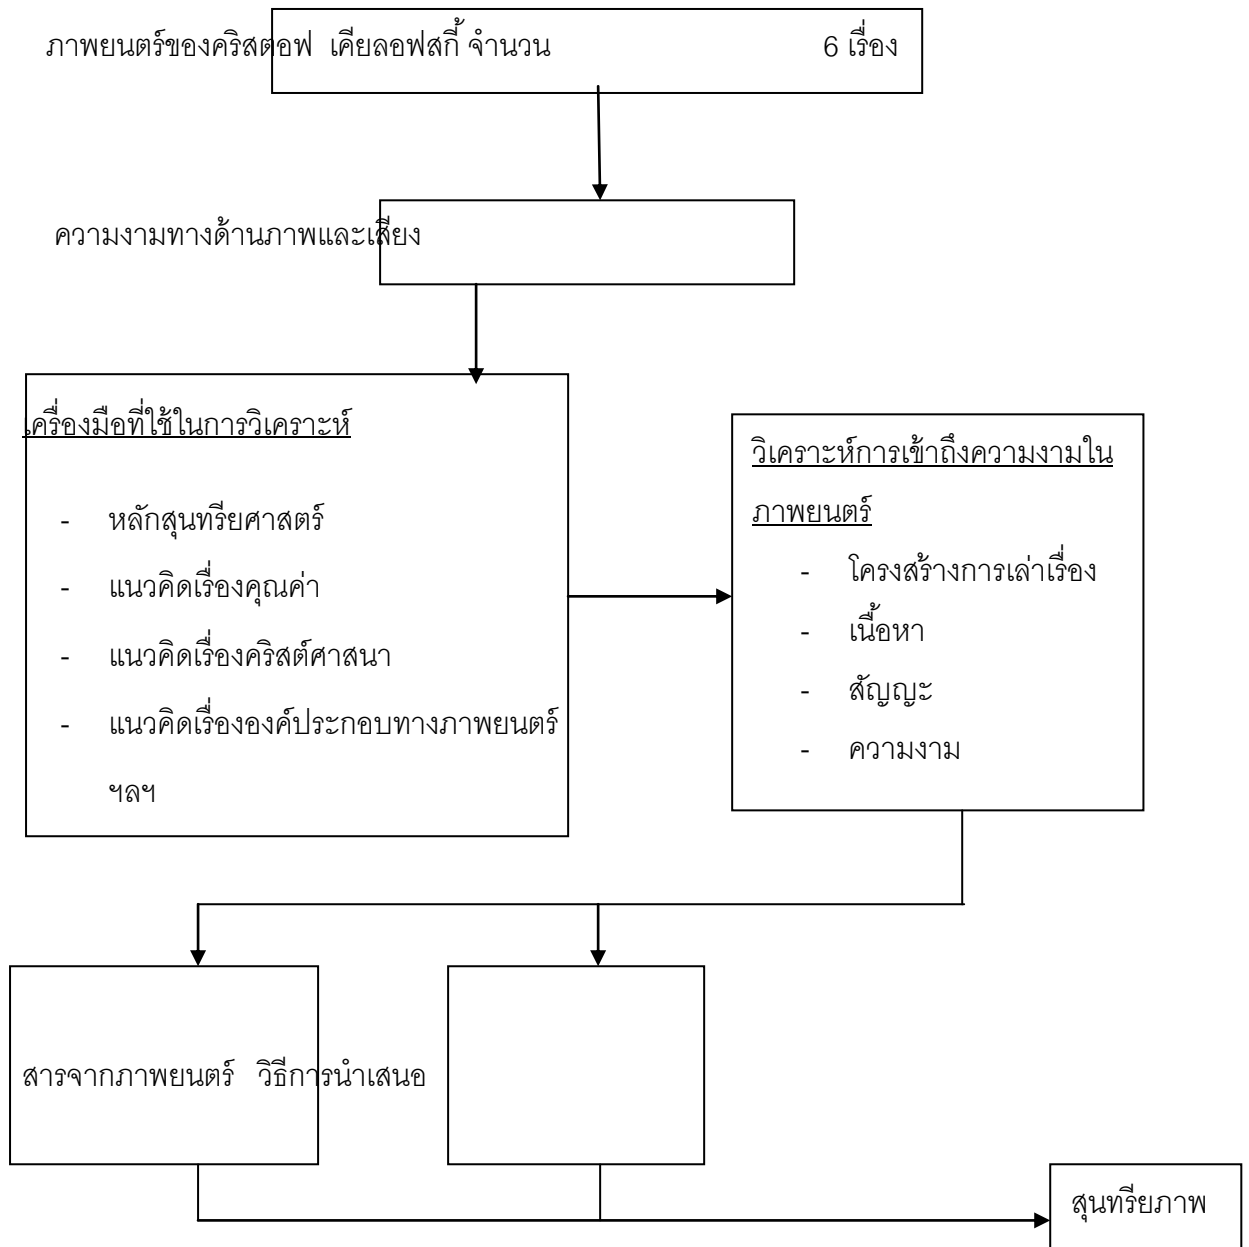 ภาพยนตร์ของคริสตอฟ เคียลอฟสกี้ จำนวน 6 เรื่อง
ความงามทางด้านภาพและเสียง
เครื่องมือที่ใช้ในการวิเคราะห์
- หลักสุนทรียศาสตร์
- แนวคิดเรื่องคุณค่า
- แนวคิดเรื่องคริสต์ศาสนา
- แนวคิดเรื่ององค์ประกอบทางภาพยนตร์
ฯลฯ
วิเคราะห์การเข้าถึงความงามใน
ภาพยนตร์
- โครงสร้างการเล่าเรื่อง
- เนื้อหา
- สัญญะ
- ความงาม
สารจากภาพยนตร์ วิธีการนำเสนอ
สุนทรียภาพ